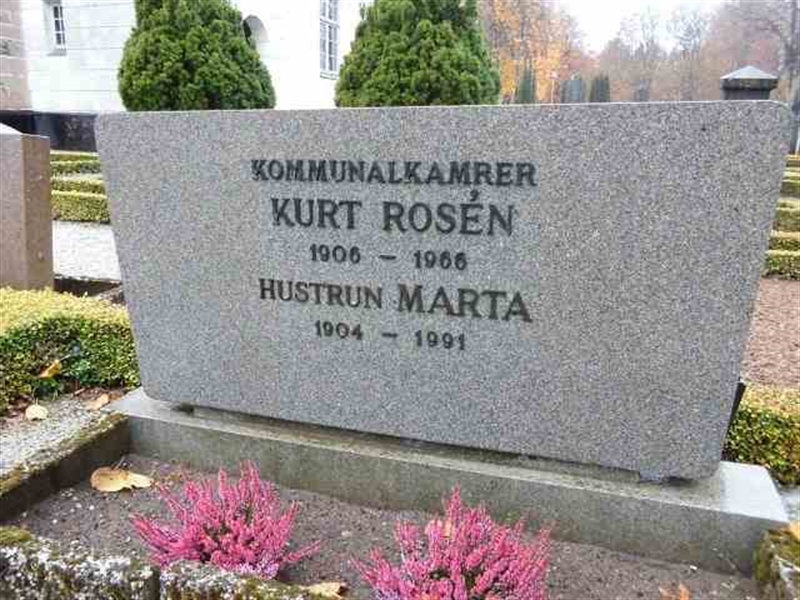 KOMMUNALKAMRER
KURT ROSÉN
1906 – 1966
HUSTRUN MARTA
1904 – 1991